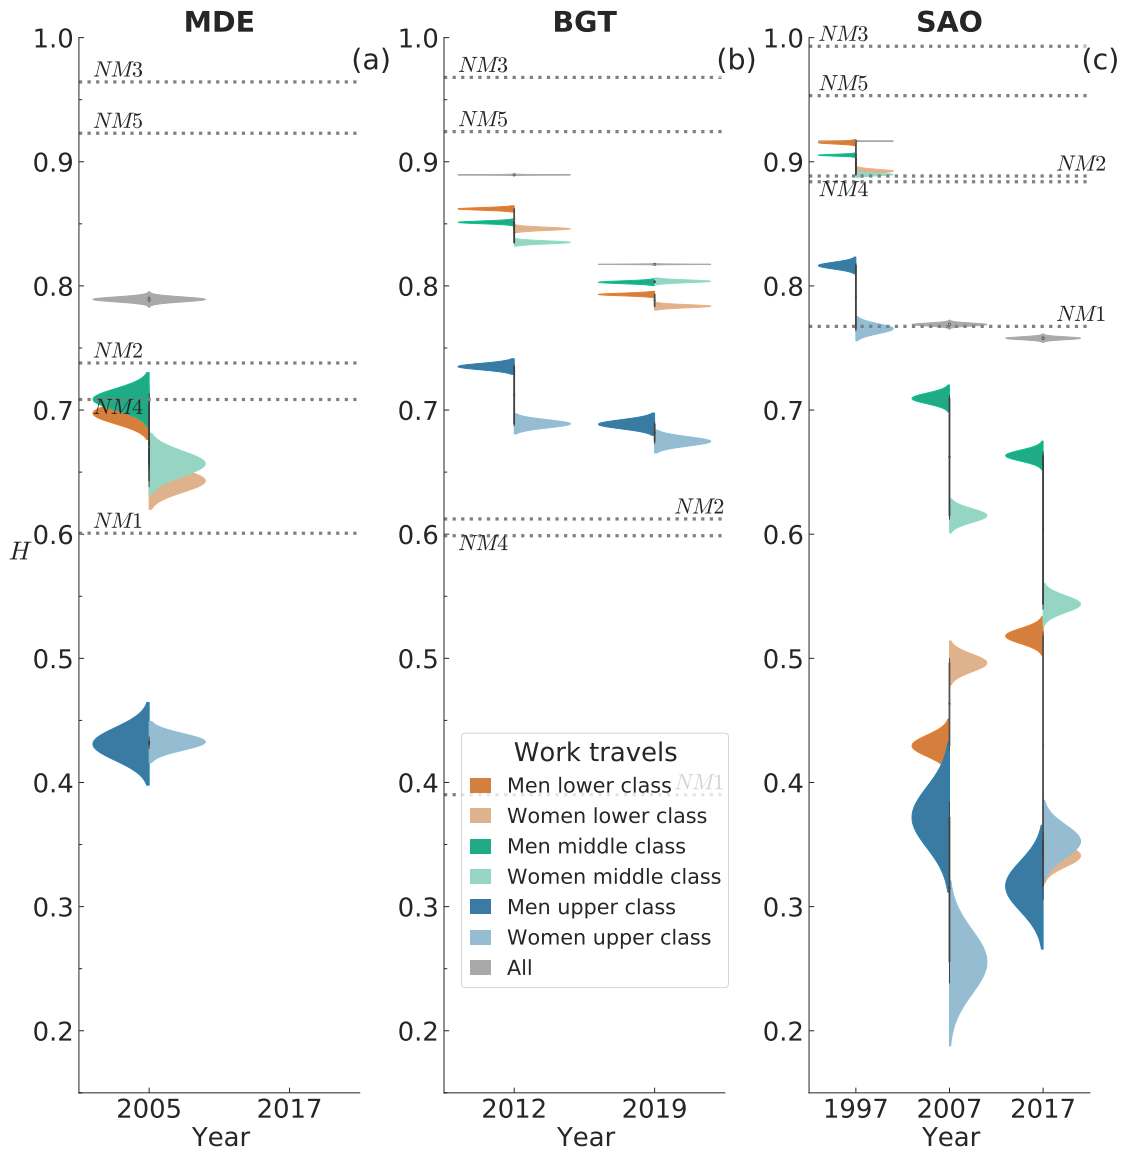 MDE
(a)
1.0
0.9
0.8
0.7
0.6
0.5
0.4
0.3
0.2
H
NM3
NM5
NM2
NM4
NM1
2005
2017
Year
BGT
(b)
1.0
0.9
0.8
0.7
0.6
0.5
0.4
0.3
0.2
NM3
NM5
NM2
NM4
NM1
Work travels
Men lower class
Women lower class
Men middle class
Women middle class
Men upper class
Women upper class
All
2012
2019
Year
SAO
(c)
1.0
0.9
0.8
0.7
0.6
0.5
0.4
0.3
0.2
NM3
NM5
NM2
NM4
NM1
1997
2007
2017
Year